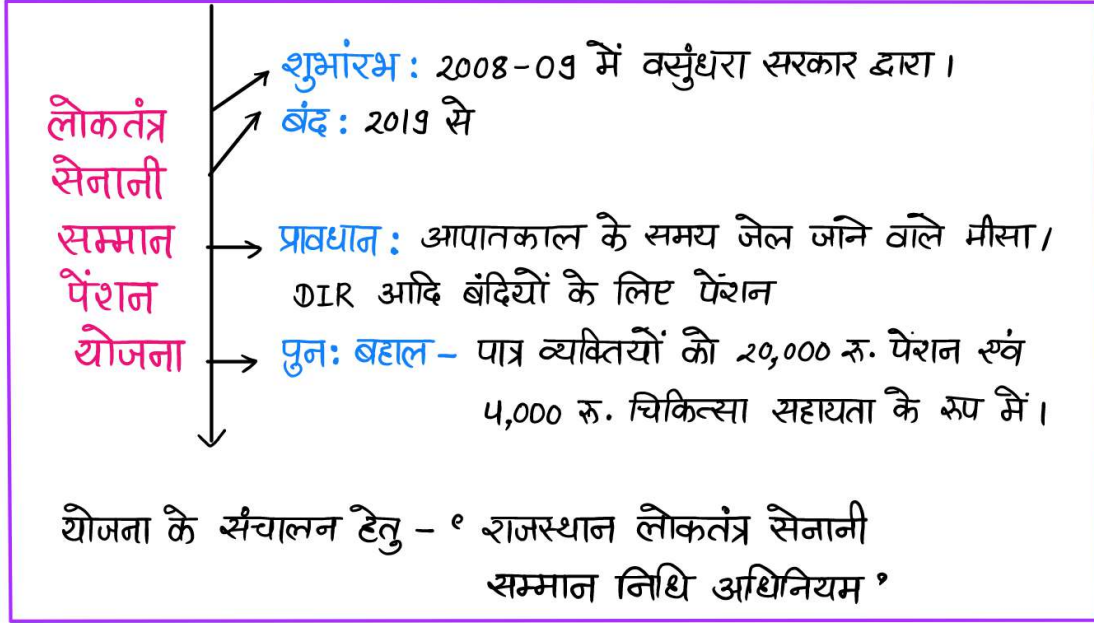 लोकतंत्र
सेनानी
सम्मान
पेंशन
योजना
शुभांरभ : 2008-09 में वसुंधरा सरकार द्वारा।
बंद : 2019 से
प्रावधान : आपातकाल के समय जेल जाने वाले मीसा।
DIR आदि बंदियों के लिए पेंशन
पुन: बहाल - पात्र व्यक्तियों को 20,000 रू. पेंशन एवं
4,000 रू. चिकित्सा सहायता के रूप में।
योजना के संचालन हेतु - ' राजस्थान लोकतंत्र सेनानी
सम्मान निधि अधिनियम '